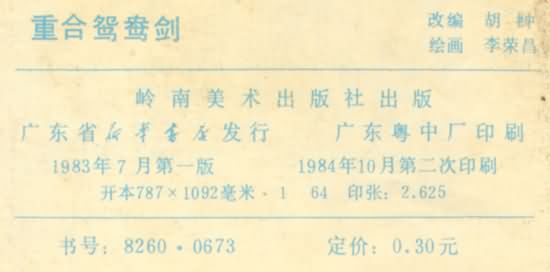 重合鸳鸯剑
改编 胡
绘画 李荣昌
岭南美术出版社出版
广东省新华书店发行 广东粤中厂印刷
1983年7月第一版 1984年10月第二次印刷
开本787×1092毫米·1 64 印张：2.625
书号：8260·0673 定价：0.30元